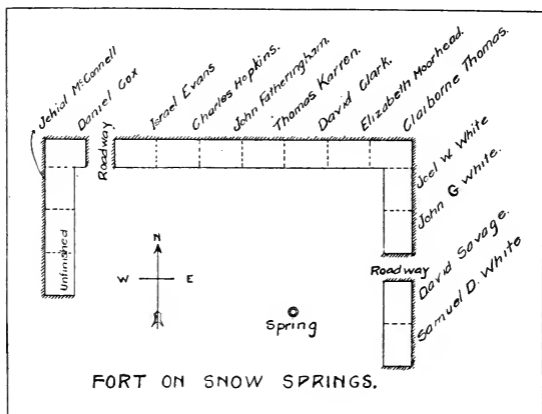 Jehial McConnell
Daniel Cox
Israel Evans
Charles Hopkins.
John Fatheringham.
Thomas Karren.
David Clark.
Elizabeth Moorhead.
Claiborne Thomas.
Joel W. White
John G White.
David Savage.
Samuel D. White
Roadway
Roadway
Unfinished
N
W E
Spring
FORT ON SNOW SPRINGS.